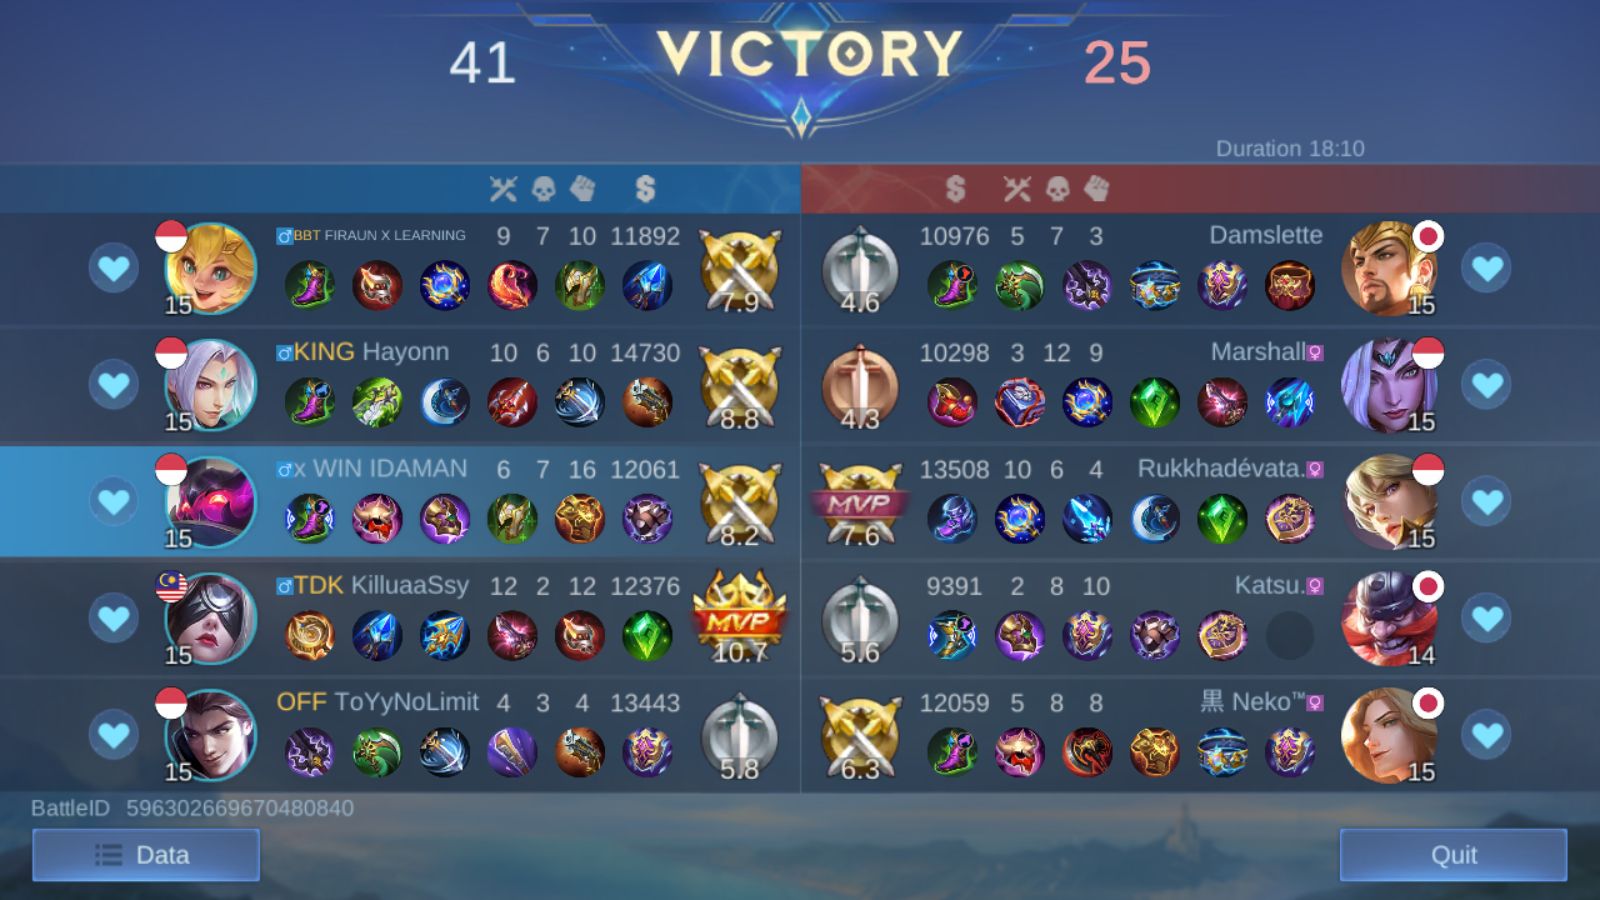 41 VICTORY 25
Duration 18:10
BBT FIRAUN X LEARNING 9 7 10 11892
15 7.9
4.6 10976 5 7 3 Damslette
15
KING Hayonn 10 6 10 14730
15 8.8
4.3 10298 3 12 9 Marshall
15
x WIN IDAMAN 6 7 16 12061
15 8.2
MVP 7.6 13508 10 6 4 Rukkhadévata.
15
TDK KilluaaSsy 12 2 12 12376
15 MVP 10.7
5.6 9391 2 8 10 Katsu.
14
OFF ToYyNoLimit 4 3 4 13443
15 5.8
6.3 12059 5 8 8 黒 Neko™
15
BattleID 596302669670480840
Data
Quit